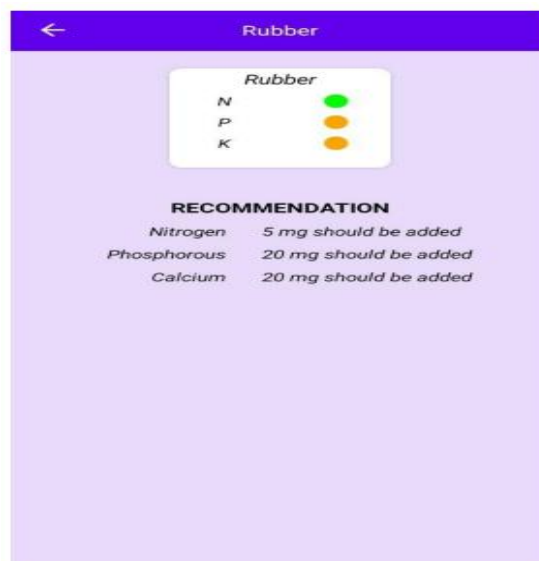 Rubber
Rubber
N
P
K
RECOMMENDATION
Nitrogen 5 mg should be added
Phosphorous 20 mg should be added
Calcium 20 mg should be added